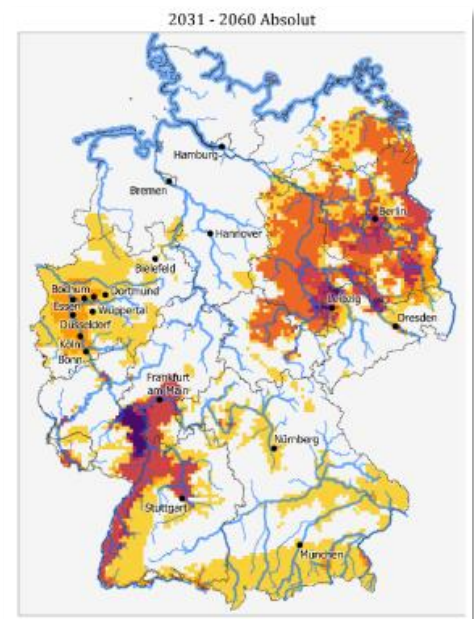 2031 - 2060 Absolut
Hamburg
Bremen
Berlin
Hannover
Bielefeld
Bochum
Dortmund
Essen
Wuppertal
Leipzig
Düsseldorf
Dresden
Köln
Bonn
Frankfurt
am Main
Nürnberg
Stuttgart
München